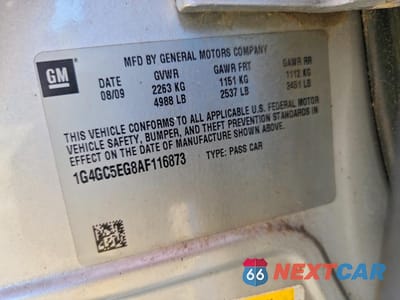 GM
MFD BY GENERAL MOTORS COMPANY
DATE GVWR GAWR FRT GAWR RR
08/09 2263 KG 1151 KG 1112 KG
4988 LB 2537 LB 2451 LB
THIS VEHICLE CONFORMS TO ALL APPLICABLE U.S. FEDERAL MOTOR
VEHICLE SAFETY, BUMPER, AND THEFT PREVENTION STANDARDS IN
EFFECT ON THE DATE OF MANUFACTURE SHOWN ABOVE.
1G4GC5EG8AF116873 TYPE: PASS CAR
66 NEXTCAR